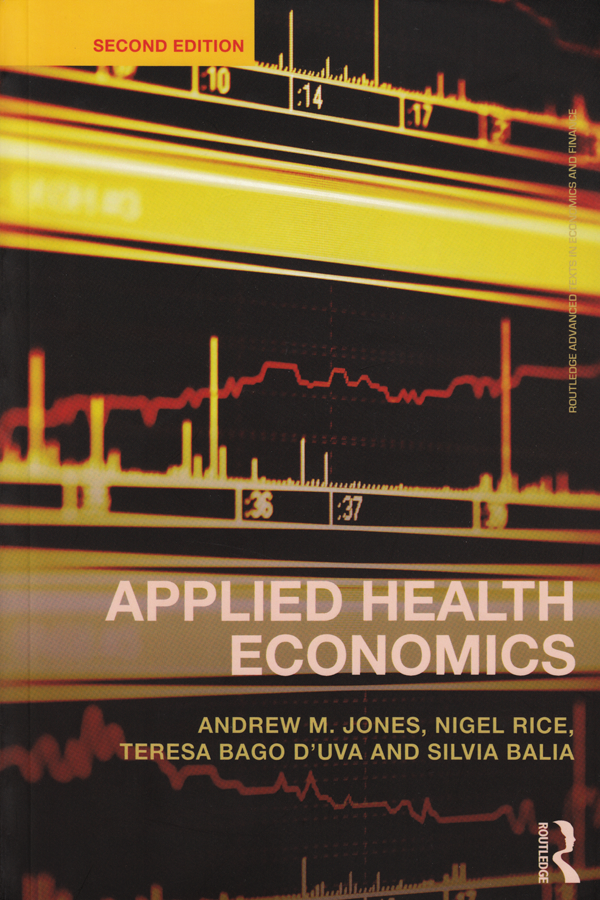 SECOND EDITION
:10
:14
:17
ROUTLEDGE ADVANCED TEXTS IN ECONOMICS AND FINANCE
:36
:37
APPLIED HEALTH
ECONOMICS
ANDREW M. JONES, NIGEL RICE,
TERESA BAGO D'UVA AND SILVIA BALIA
ROUTLEDGE